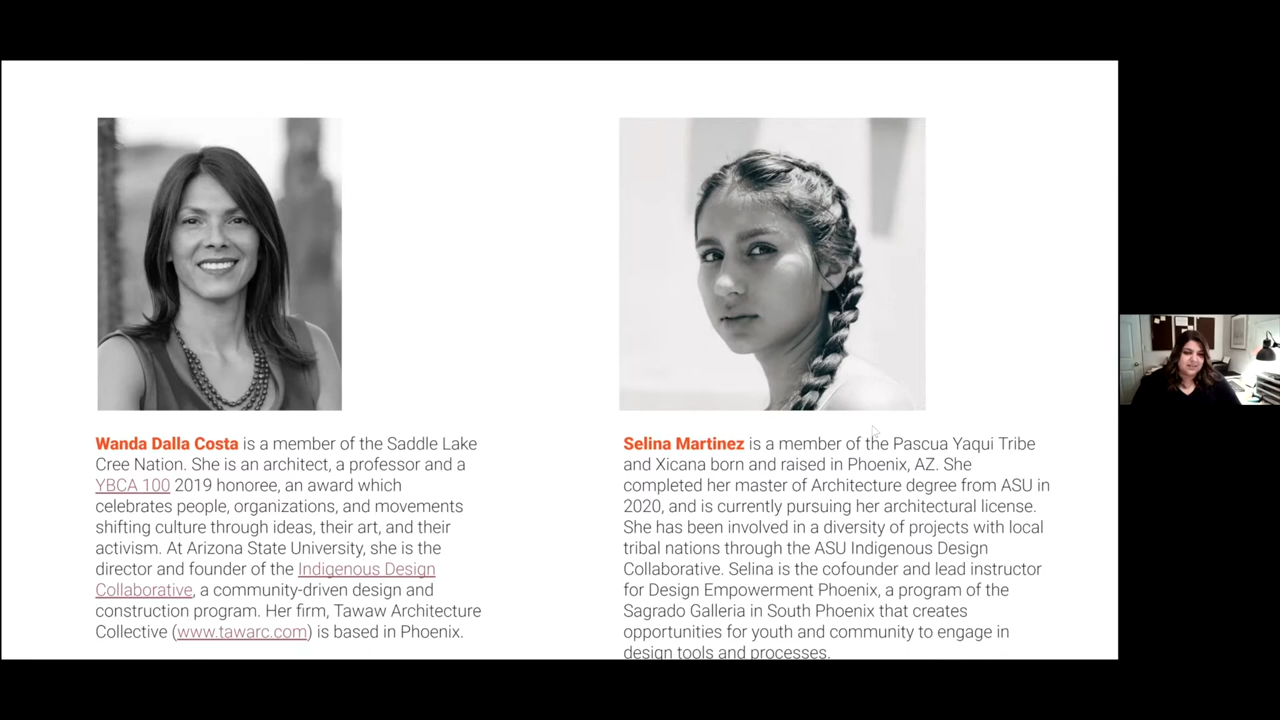 Wanda Dalla Costa is a member of the Saddle Lake
Cree Nation. She is an architect, a professor and a
YBCA 100 2019 honoree, an award which
celebrates people, organizations, and movements
shifting culture through ideas, their art, and their
activism. At Arizona State University, she is the
director and founder of the Indigenous Design
Collaborative, a community-driven design and
construction program. Her firm, Tawaw Architecture
Collective (www.tawarc.com) is based in Phoenix.
Selina Martinez is a member of the Pascua Yaqui Tribe
and Xicana born and raised in Phoenix, AZ. She
completed her master of Architecture degree from ASU in
2020, and is currently pursuing her architectural license.
She has been involved in a diversity of projects with local
tribal nations through the ASU Indigenous Design
Collaborative. Selina is the cofounder and lead instructor
for Design Empowerment Phoenix, a program of the
Sagrado Galleria in South Phoenix that creates
opportunities for youth and community to engage in
design tools and processes.